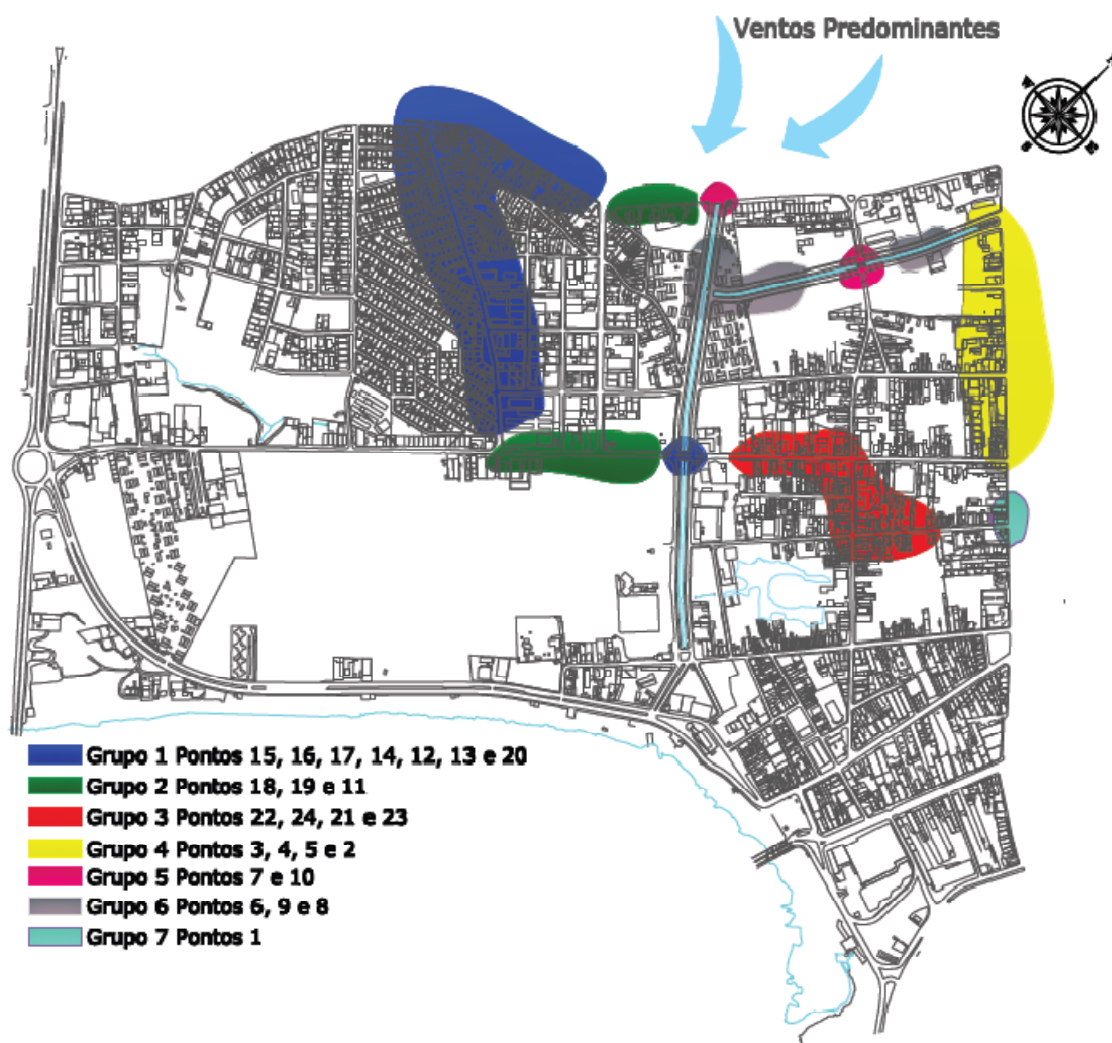 Ventos Predominantes
Grupo 1 Pontos 15, 16, 17, 14, 12, 13 e 20
Grupo 2 Pontos 18, 19 e 11
Grupo 3 Pontos 22, 24, 21 e 23
Grupo 4 Pontos 3, 4, 5 e 2
Grupo 5 Pontos 7 e 10
Grupo 6 Pontos 6, 9 e 8
Grupo 7 Pontos 1